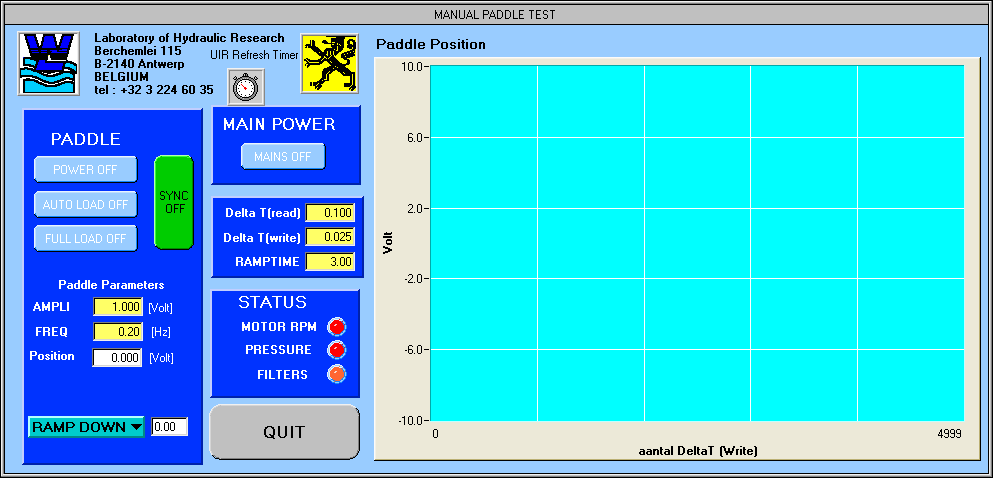 MANUAL PADDLE TEST
Laboratory of Hydraulic Research
Berchemlei 115
B-2140 Antwerp
BELGIUM
tel : +32 3 224 60 35
UIR Refresh Timer
PADDLE
POWER OFF
AUTO LOAD OFF
FULL LOAD OFF
SYNC
OFF
Paddle Parameters
AMPLI 1.000 [Volt]
FREQ 0.20 [Hz]
Position 0.000 [Volt]
RAMP DOWN 0.00
MAIN POWER
MAINS OFF
Delta T(read) 0.100
Delta T(write) 0.025
RAMPTIME 3.00
STATUS
MOTOR RPM
PRESSURE
FILTERS
QUIT
Paddle Position
10.0
6.0
2.0
-2.0
-6.0
-10.0
Volt
0 4999
aantal DeltaT (Write)